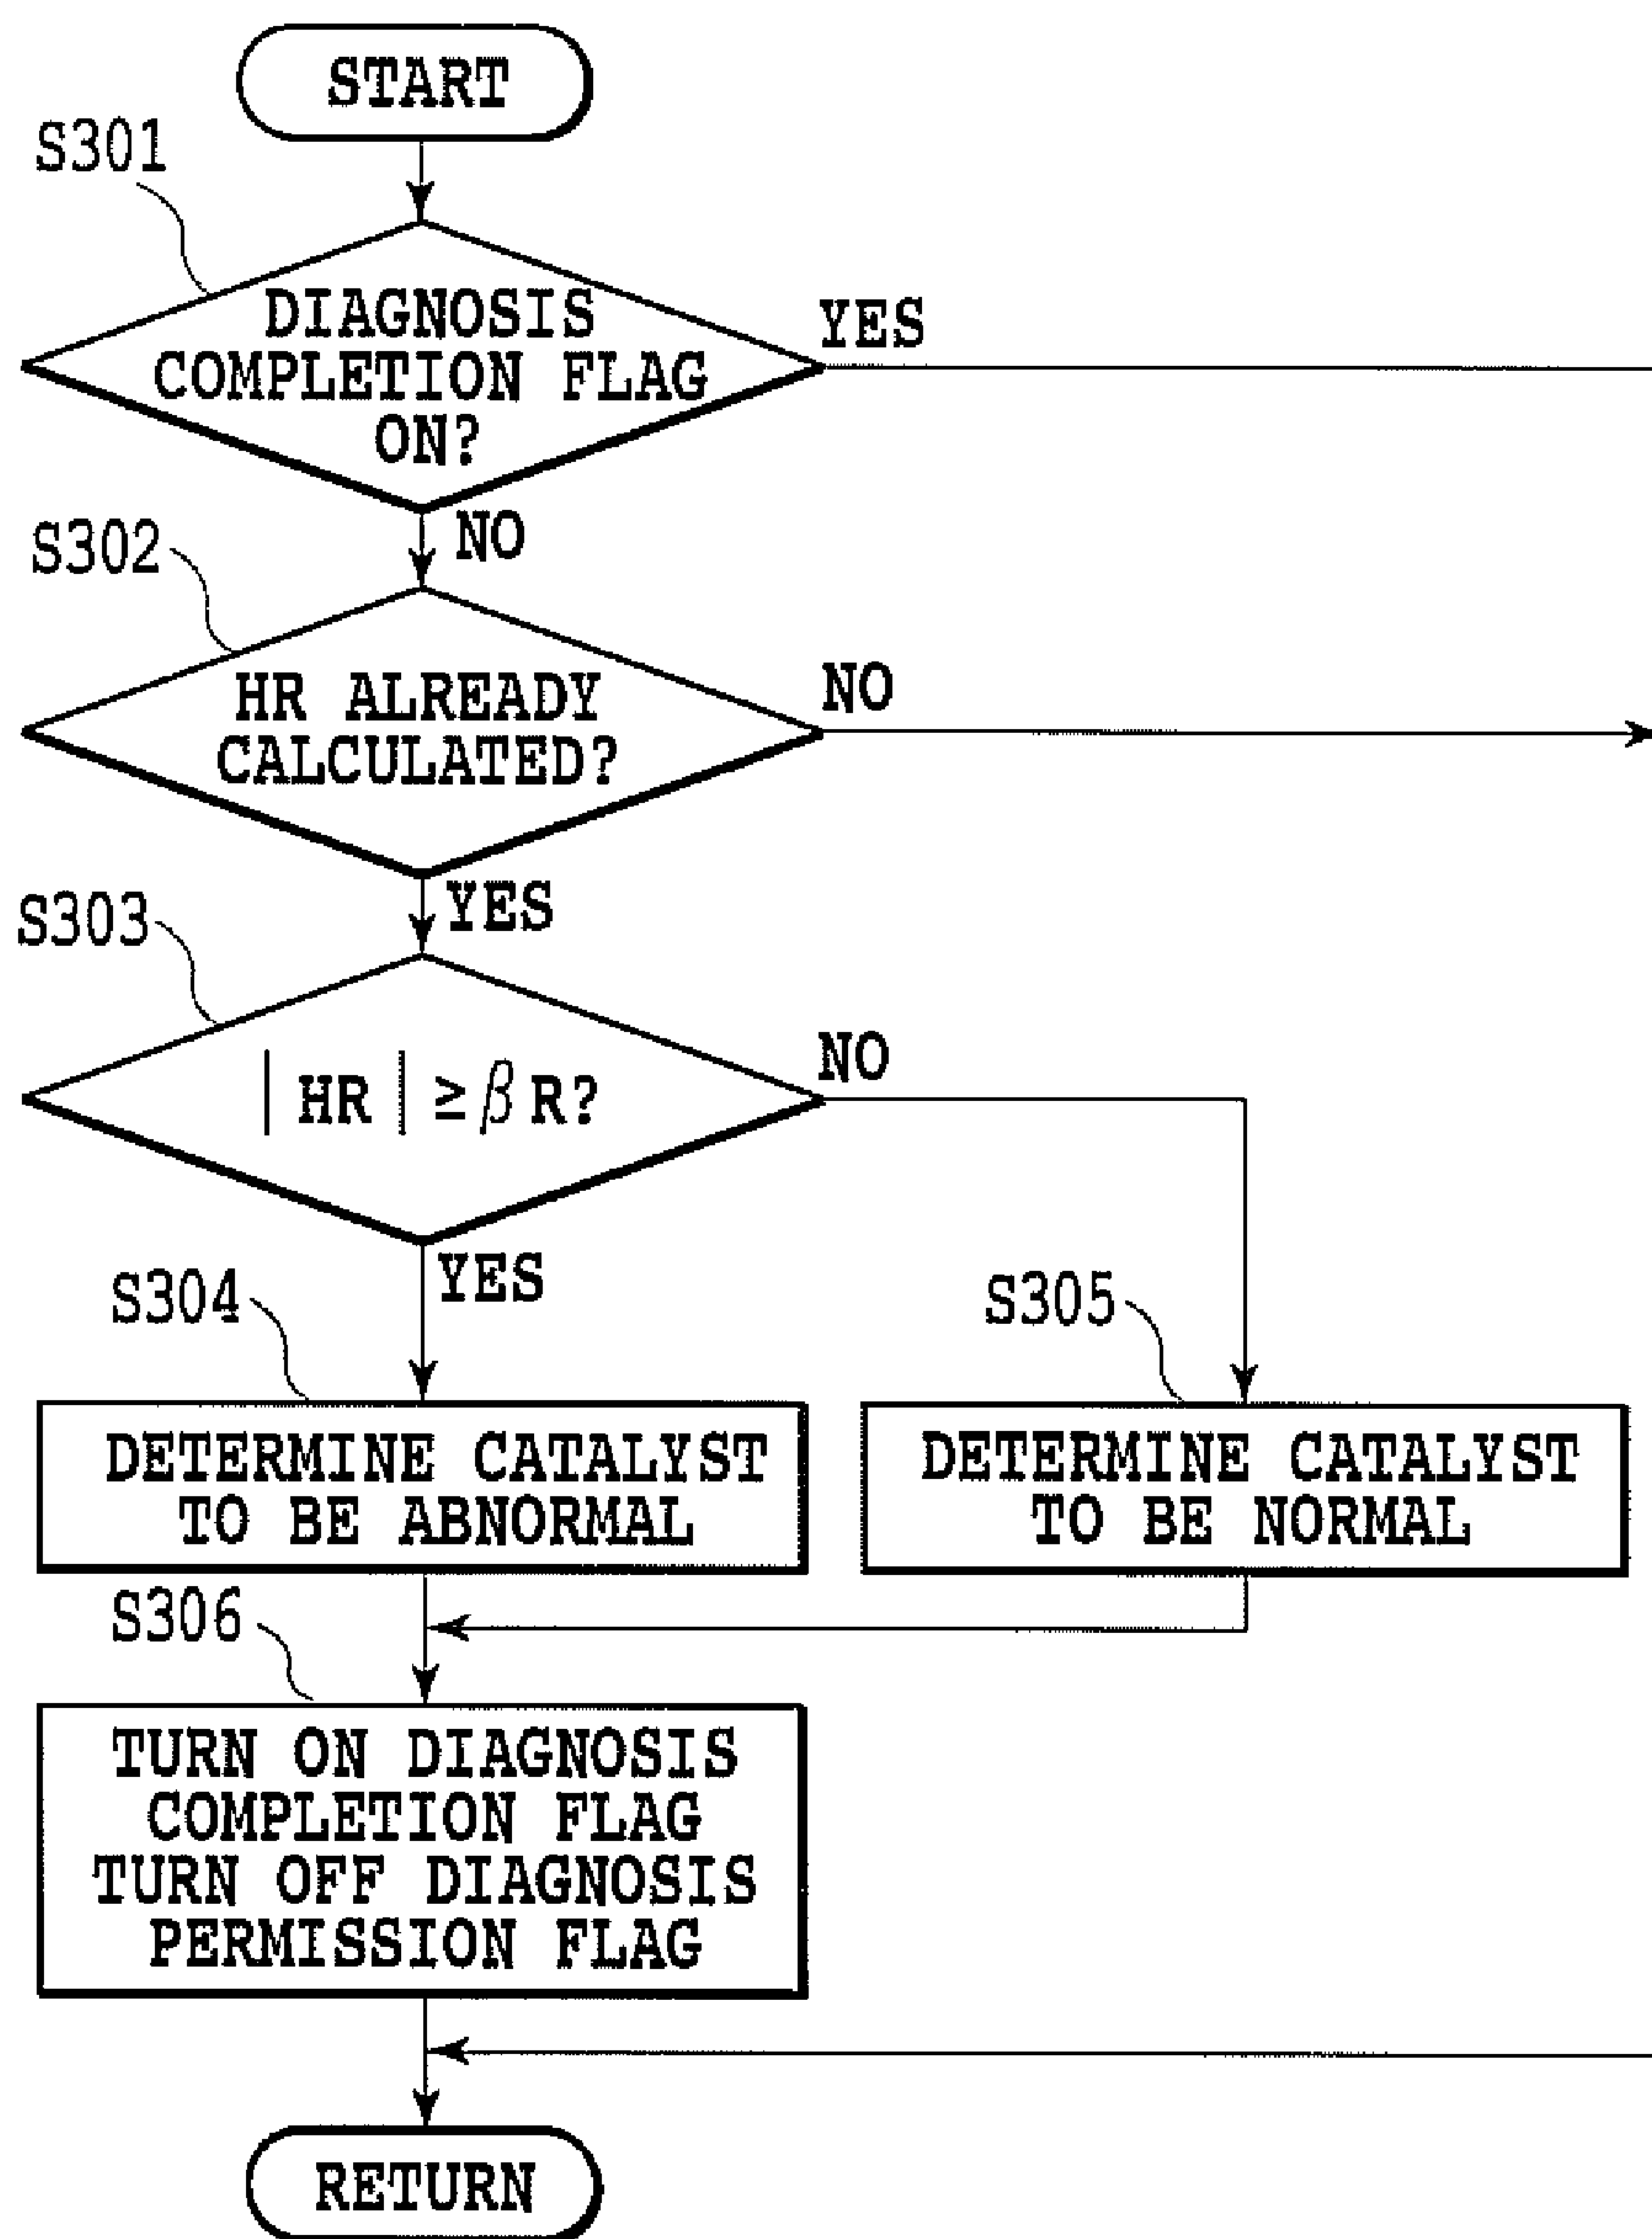 START
S301
DIAGNOSIS
COMPLETION FLAG
ON?
YES
NO
S302
HR ALREADY
CALCULATED?
NO
YES
S303
| HR | ≥ β R?
NO
YES
S304
S305
DETERMINE CATALYST
TO BE ABNORMAL
DETERMINE CATALYST
TO BE NORMAL
S306
TURN ON DIAGNOSIS
COMPLETION FLAG
TURN OFF DIAGNOSIS
PERMISSION FLAG
RETURN